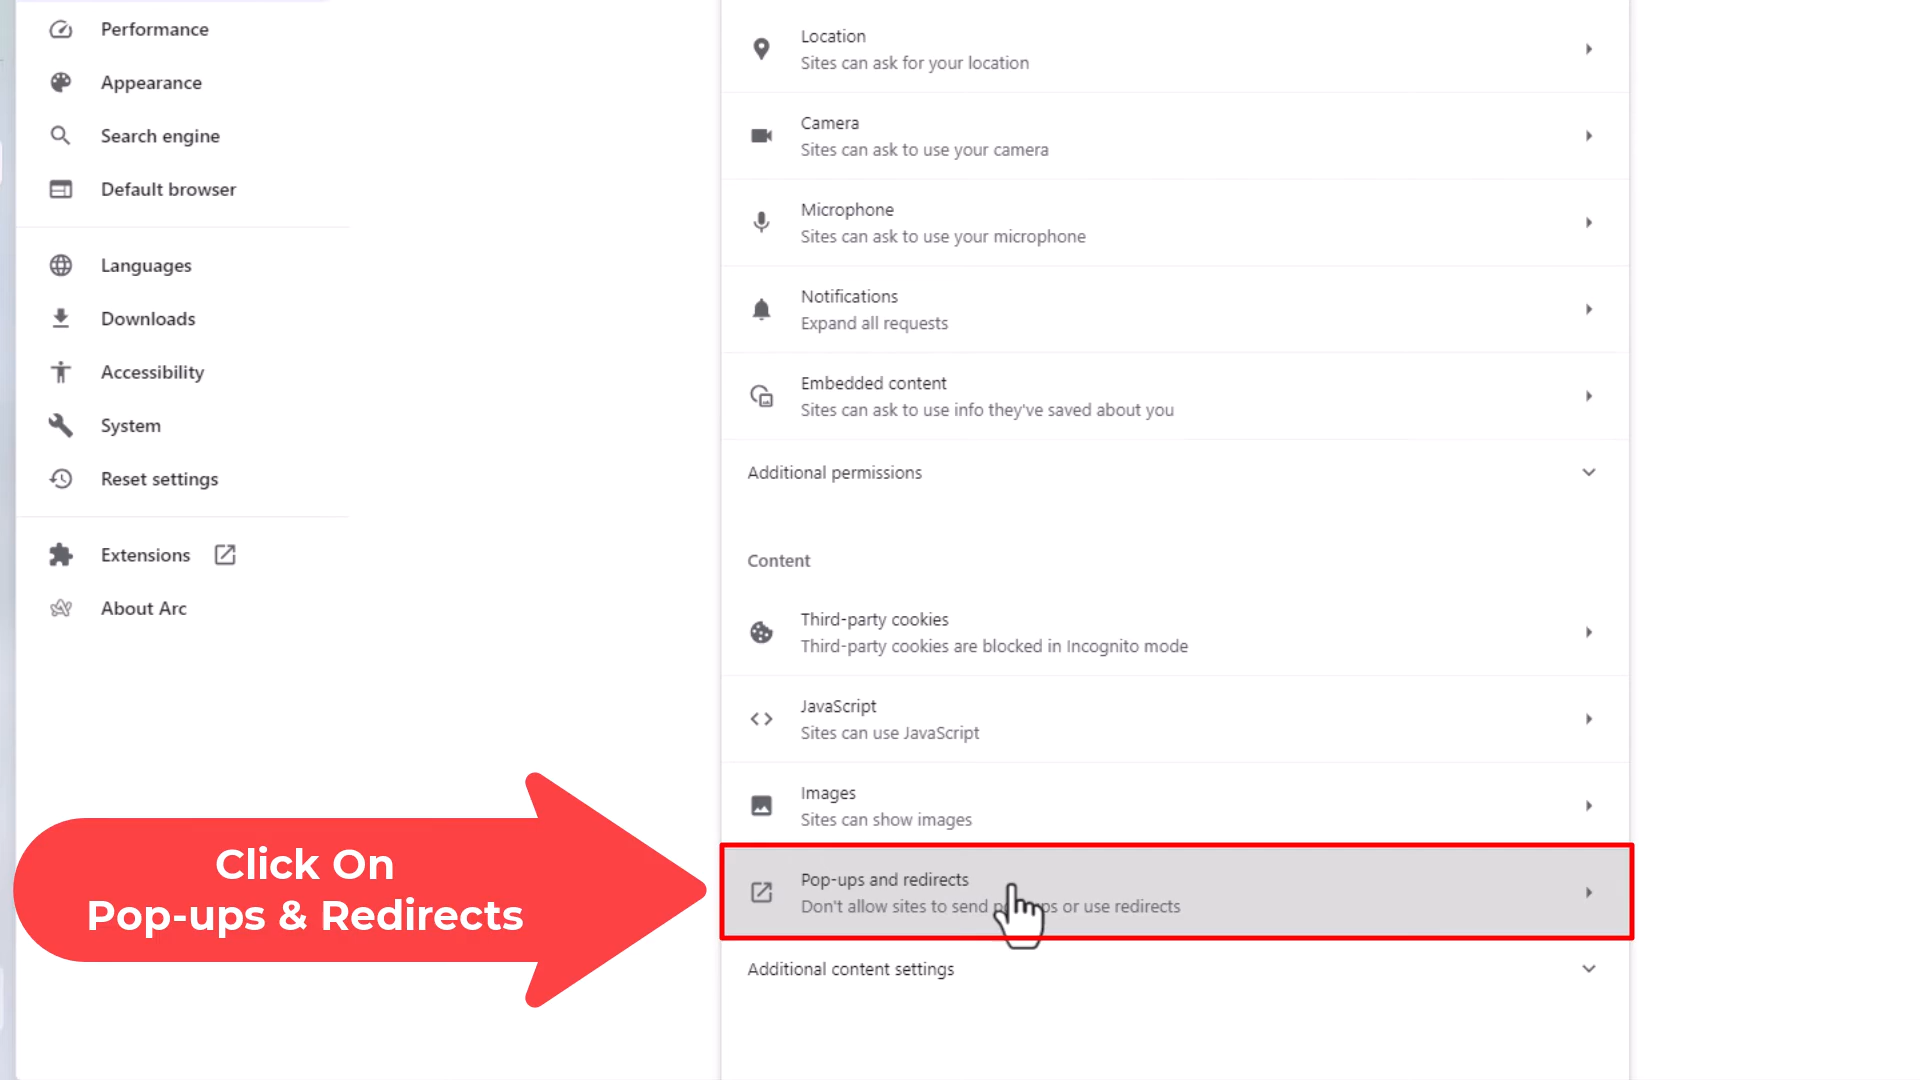 Performance
Appearance
Search engine
Default browser
Languages
Downloads
Accessibility
System
Reset settings
Extensions
About Arc
Click On
Pop-ups & Redirects
Location
Sites can ask for your location
Camera
Sites can ask to use your camera
Microphone
Sites can ask to use your microphone
Notifications
Expand all requests
Embedded content
Sites can ask to use info they've saved about you
Additional permissions
Content
Third-party cookies
Third-party cookies are blocked in Incognito mode
JavaScript
Sites can use JavaScript
Images
Sites can show images
Pop-ups and redirects
Don't allow sites to send pop-ups or use redirects
Additional content settings